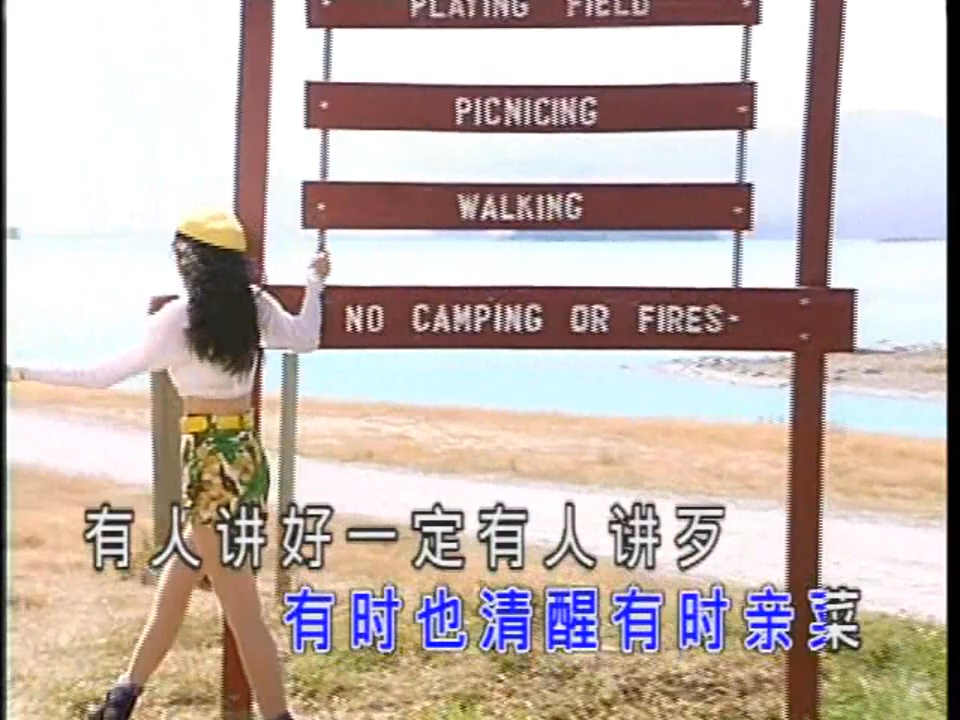 PLAYING FIELD
PICNICING
WALKING
NO CAMPING OR FIRES
有人讲好一定有人讲歹
有时也清醒有时亲菜